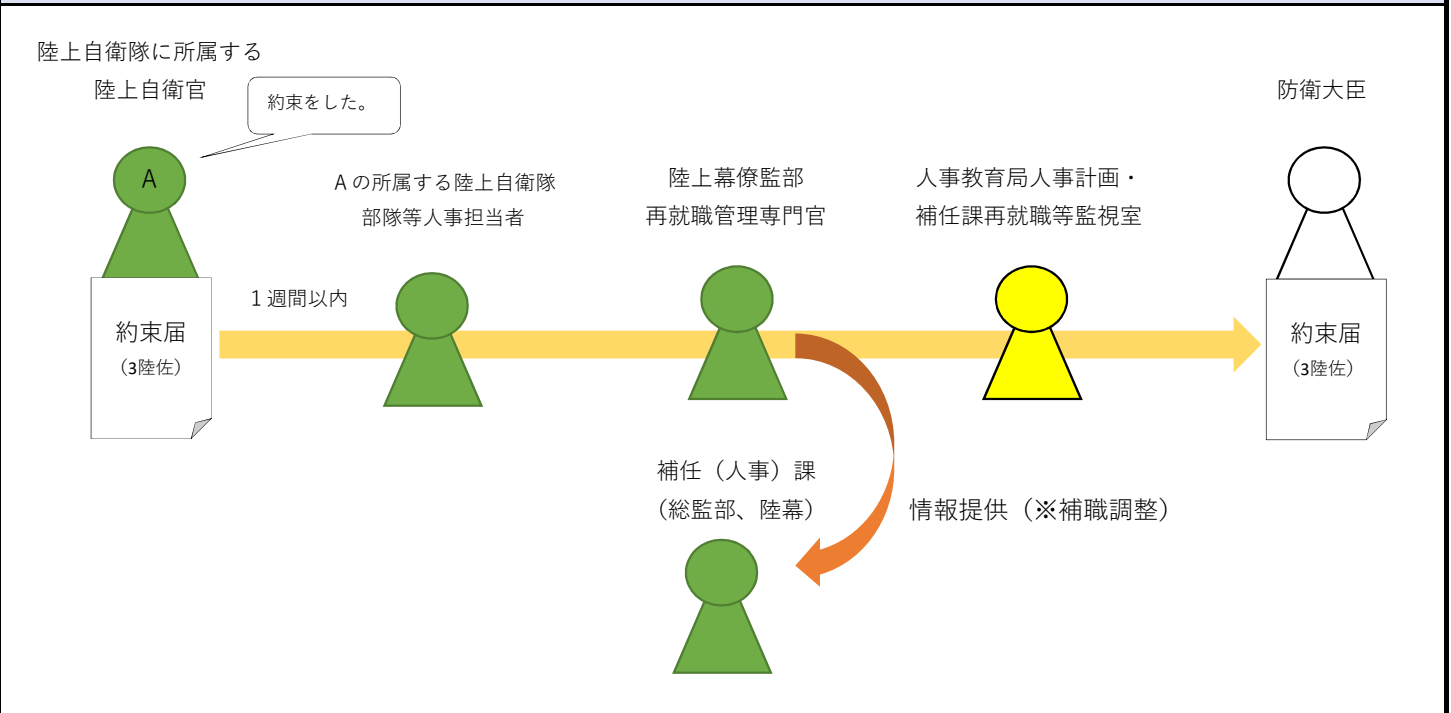 陸上自衛隊に所属する
陸上自衛官
約束をした。
防衛大臣
A
Aの所属する陸上自衛隊
部隊等人事担当者
陸上幕僚監部
再就職管理専門官
人事教育局人事計画・
補任課再就職等監視室
1週間以内
約束届
（3陸佐）
約束届
（3陸佐）
補任（人事）課
（総監部、陸幕）
情報提供（※補職調整）